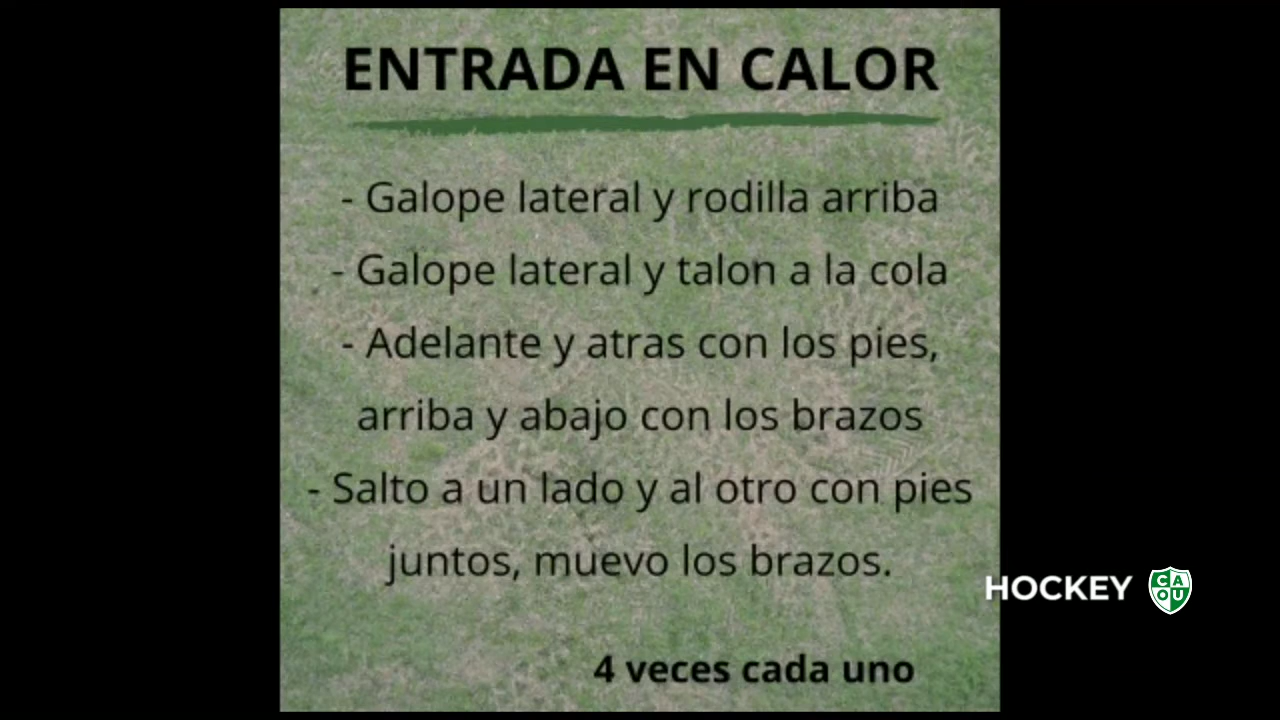 ENTRADA EN CALOR
- Galope lateral y rodilla arriba
- Galope lateral y talon a la cola
- Adelante y atras con los pies,
arriba y abajo con los brazos
- Salto a un lado y al otro con pies
juntos, muevo los brazos.
4 veces cada uno
HOCKEY
CA
OU